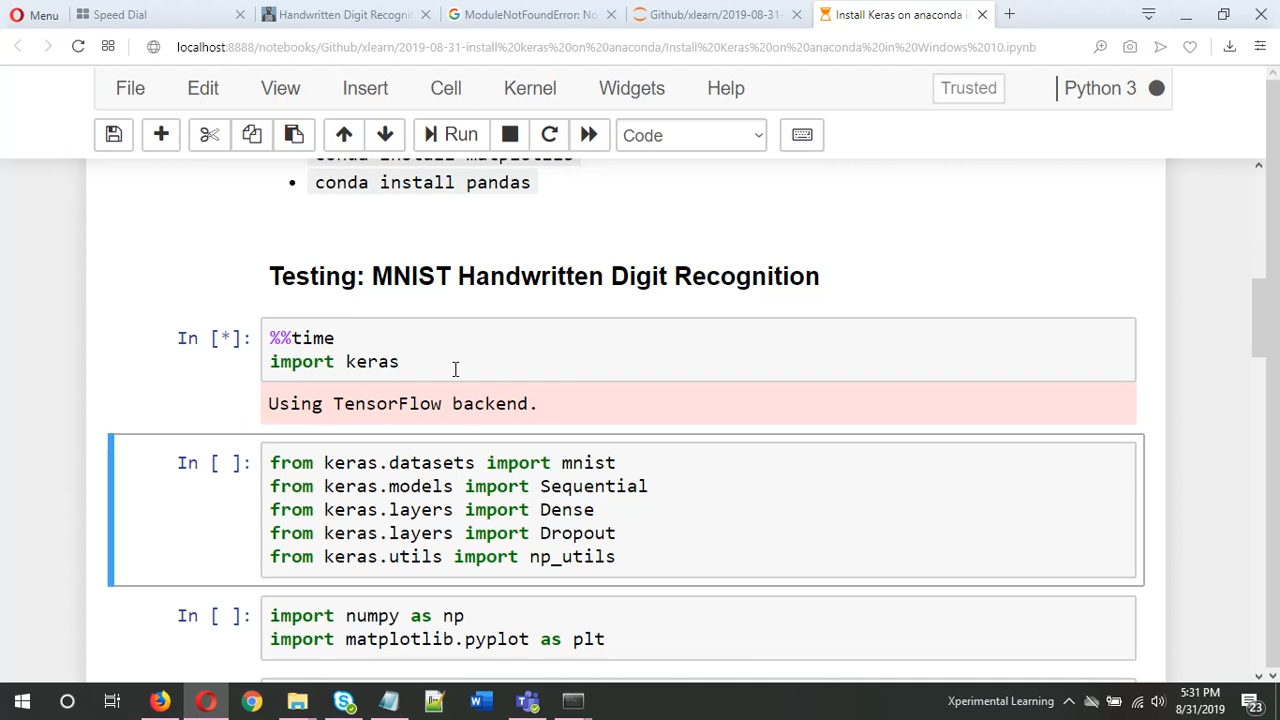 Menu
Speed Dial
Handwritten Digit Recogni
ModuleNotFoundError: No
Github/xlearn/2019-08-31-
Install Keras on anaconda i
localhost:8888/notebooks/Github/xlearn/2019-08-31-install%20keras%20on%20anaconda/Install%20Keras%20on%20anaconda%20in%20Windows%2010.ipynb
File Edit View Insert Cell Kernel Widgets Help Trusted Python 3
Run Code
conda install matplotlib
conda install pandas
Testing: MNIST Handwritten Digit Recognition
In [*]: %%time
import keras
Using TensorFlow backend.
In [ ]: from keras.datasets import mnist
from keras.models import Sequential
from keras.layers import Dense
from keras.layers import Dropout
from keras.utils import np_utils
In [ ]: import numpy as np
import matplotlib.pyplot as plt
Xperimental Learning
5:31 PM
8/31/2019
23